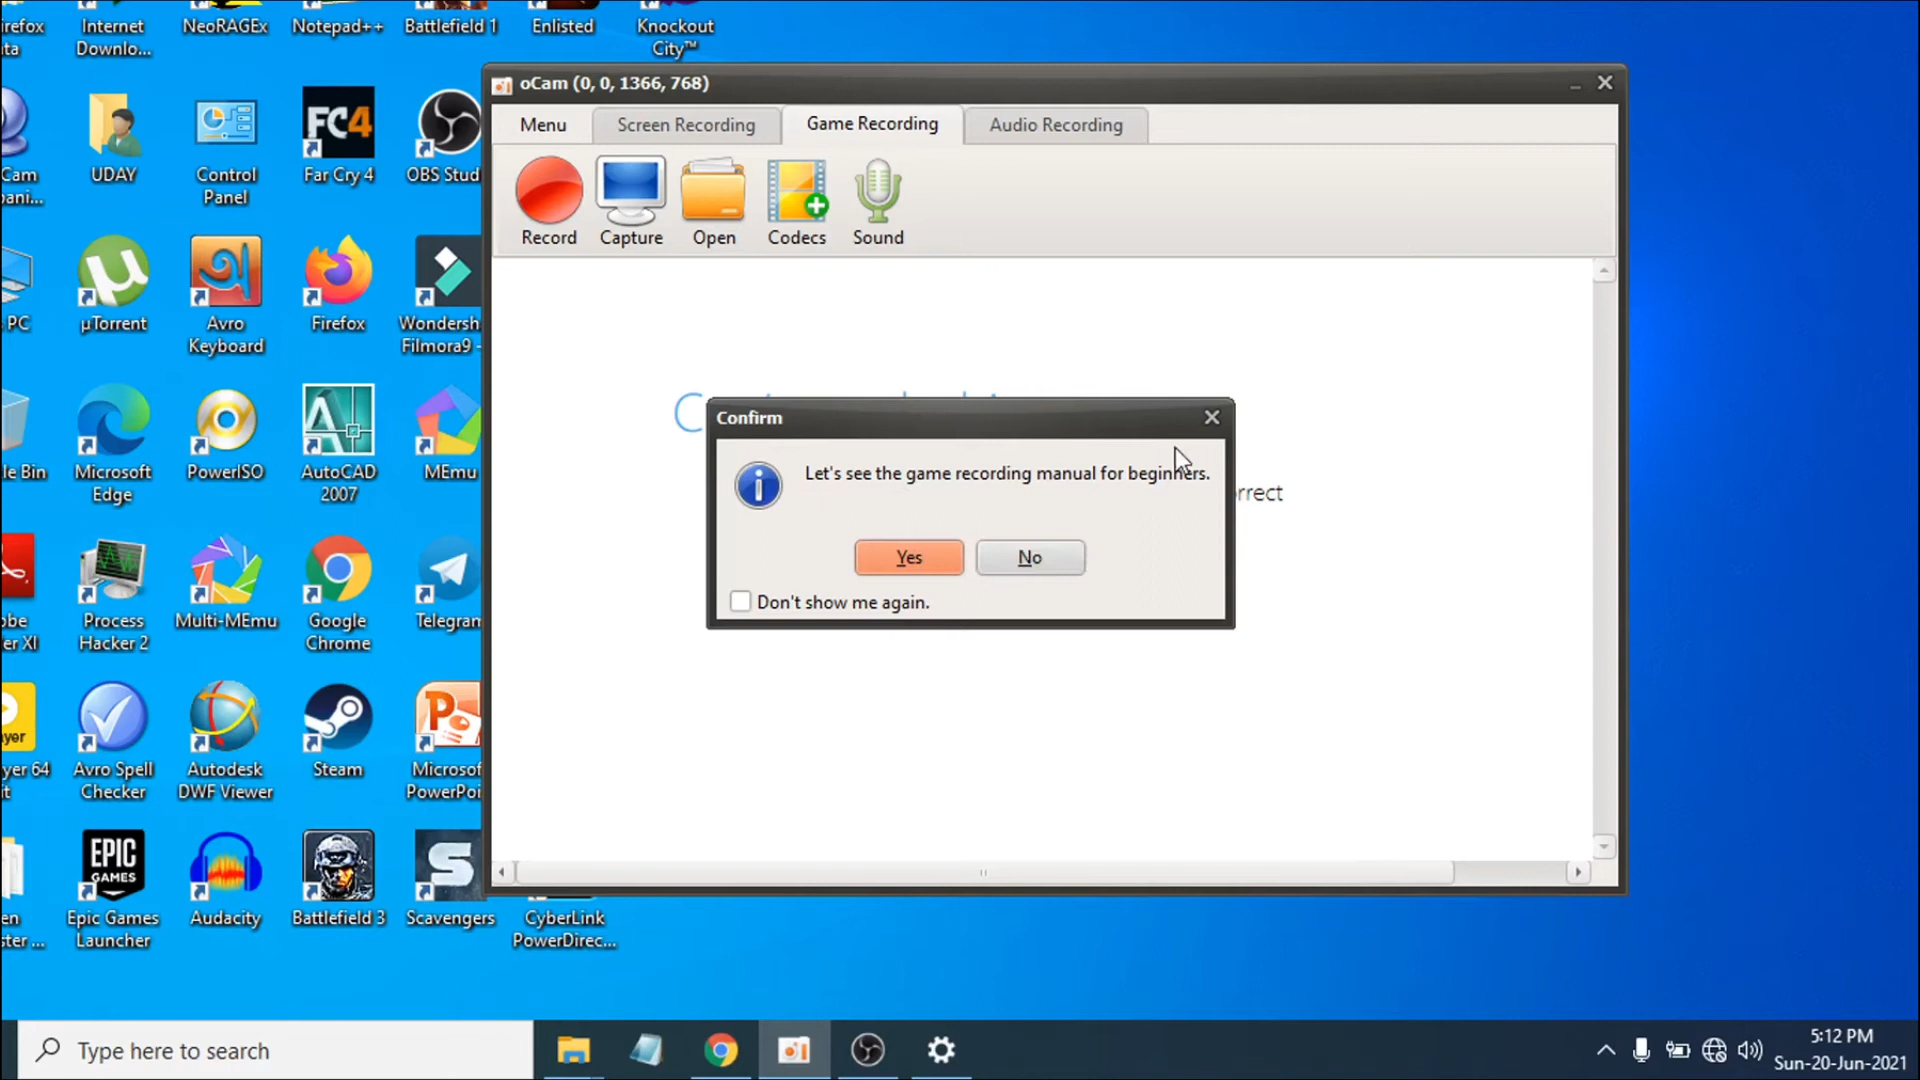 Internet
Downlo...
NeoRAGEx
Notepad++
Battlefield 1
Enlisted
Knockout
City™
oCam (0, 0, 1366, 768)
Menu
Screen Recording
Game Recording
Audio Recording
Record
Capture
Open
Codecs
Sound
UDAY
Control
Panel
FC4
Far Cry 4
OBS Stud
PC
µTorrent
Avro
Keyboard
Firefox
Wondersh
Filmora9 -
Confirm
Let's see the game recording manual for beginners.
Yes
No
Don't show me again.
rrect
Microsoft
Edge
PowerISO
AutoCAD
2007
MEmu
Process
Hacker 2
Multi-MEmu
Google
Chrome
Telegram
Avro Spell
Checker
Autodesk
DWF Viewer
Steam
Microsof
PowerPoi
EPIC
GAMES
Epic Games
Launcher
Audacity
Battlefield 3
Scavengers
CyberLink
PowerDirec...
Type here to search
5:12 PM
Sun-20-Jun-2021